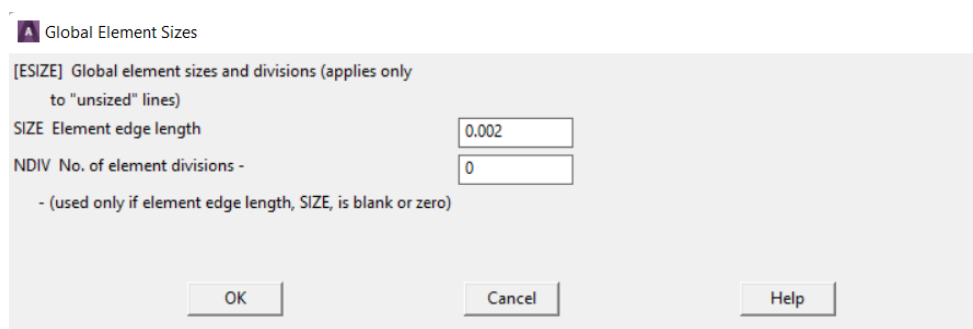 Global Element Sizes
[ESIZE] Global element sizes and divisions (applies only
to "unsized" lines)
SIZE Element edge length 0.002
NDIV No. of element divisions - 0
- (used only if element edge length, SIZE, is blank or zero)
OK Cancel Help